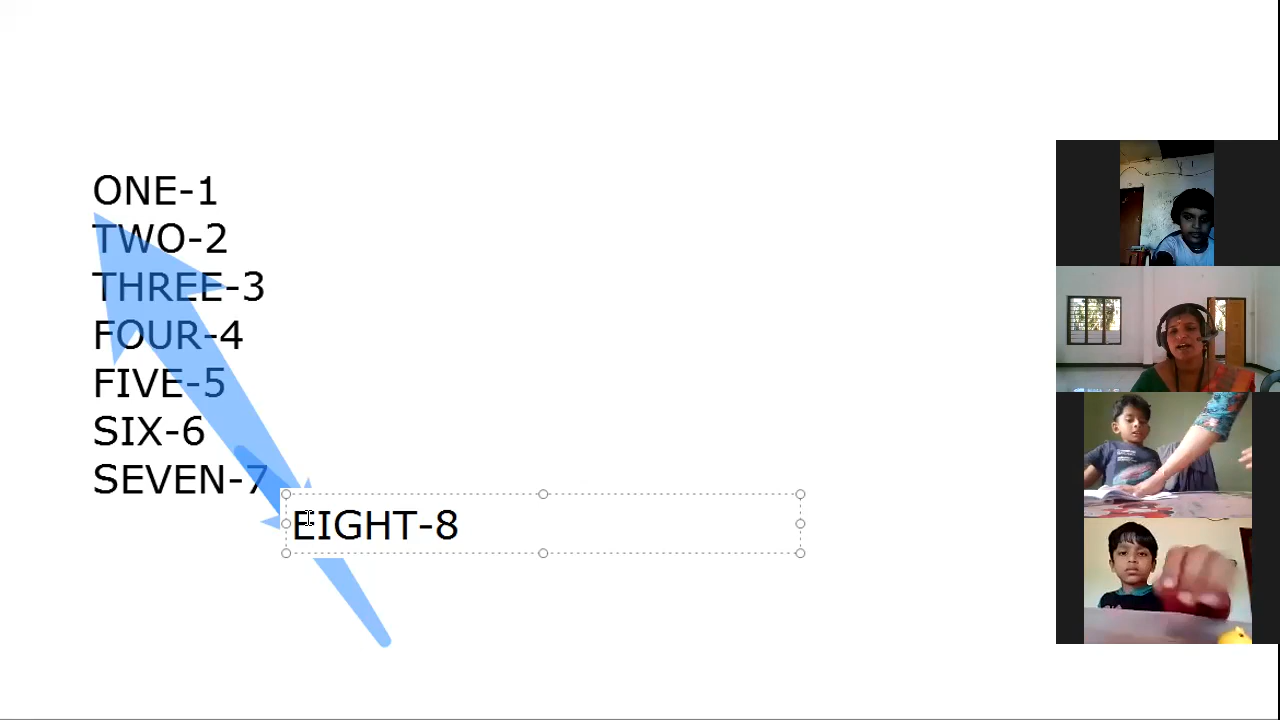 ONE-1
TWO-2
THREE-3
FOUR-4
FIVE-5
SIX-6
SEVEN-7
EIGHT-8